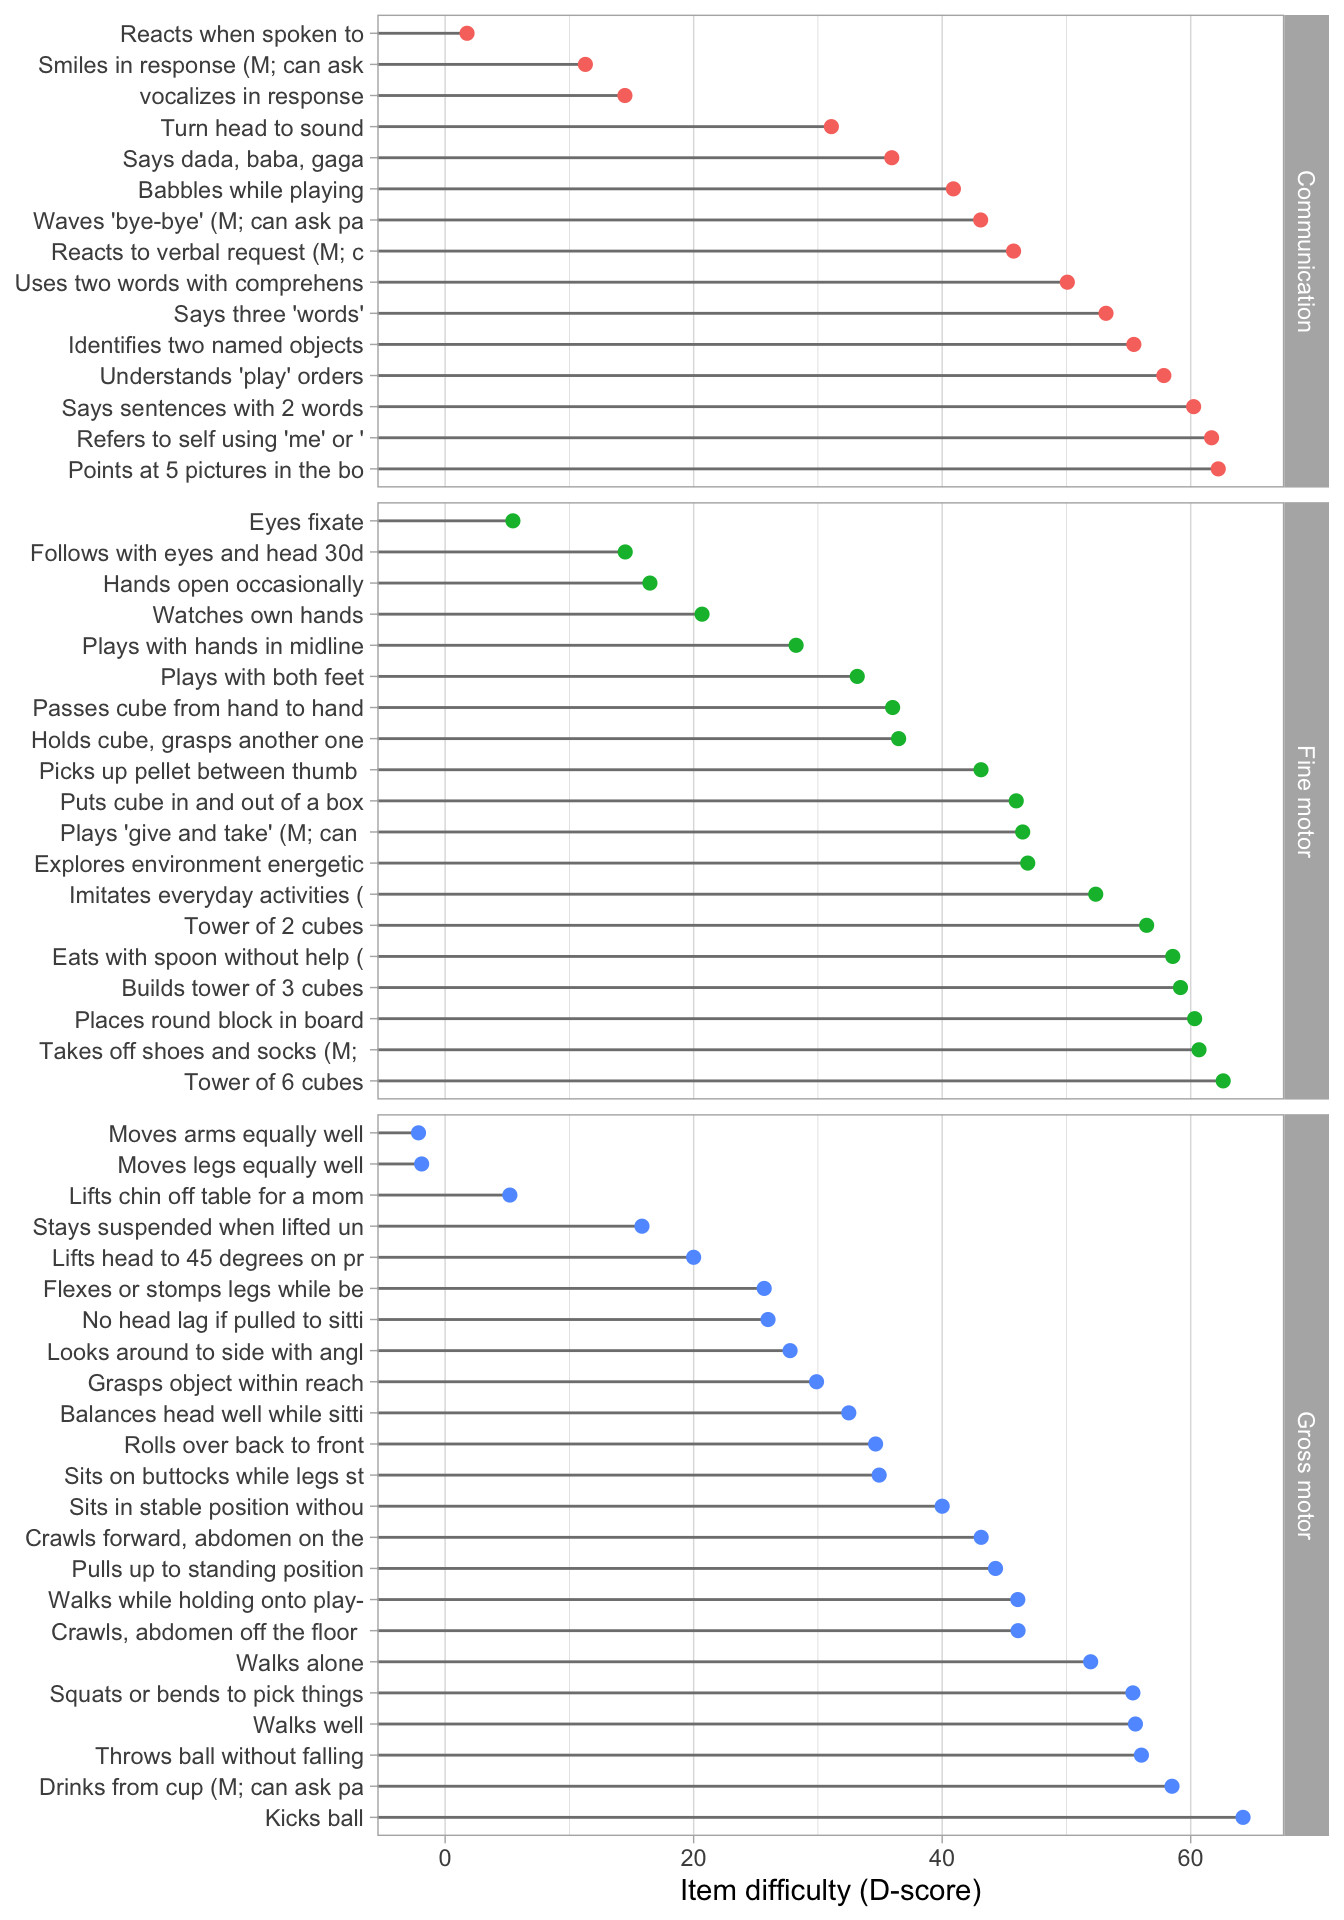 Reacts when spoken to
Smiles in response (M; can ask
vocalizes in response
Turn head to sound
Says dada, baba, gaga
Babbles while playing
Waves 'bye-bye' (M; can ask pa
Reacts to verbal request (M; c
Uses two words with comprehens
Says three 'words'
Identifies two named objects
Understands 'play' orders
Says sentences with 2 words
Refers to self using 'me' or '
Points at 5 pictures in the bo
Communication
Eyes fixate
Follows with eyes and head 30d
Hands open occasionally
Watches own hands
Plays with hands in midline
Plays with both feet
Passes cube from hand to hand
Holds cube, grasps another one
Picks up pellet between thumb
Puts cube in and out of a box
Plays 'give and take' (M; can
Explores environment energetic
Imitates everyday activities (
Tower of 2 cubes
Eats with spoon without help (
Builds tower of 3 cubes
Places round block in board
Takes off shoes and socks (M;
Tower of 6 cubes
Fine motor
Moves arms equally well
Moves legs equally well
Lifts chin off table for a mom
Stays suspended when lifted un
Lifts head to 45 degrees on pr
Flexes or stomps legs while be
No head lag if pulled to sitti
Looks around to side with angl
Grasps object within reach
Balances head well while sitti
Rolls over back to front
Sits on buttocks while legs st
Sits in stable position withou
Crawls forward, abdomen on the
Pulls up to standing position
Walks while holding onto play-
Crawls, abdomen off the floor
Walks alone
Squats or bends to pick things
Walks well
Throws ball without falling
Drinks from cup (M; can ask pa
Kicks ball
Gross motor
0 20 40 60
Item difficulty (D-score)